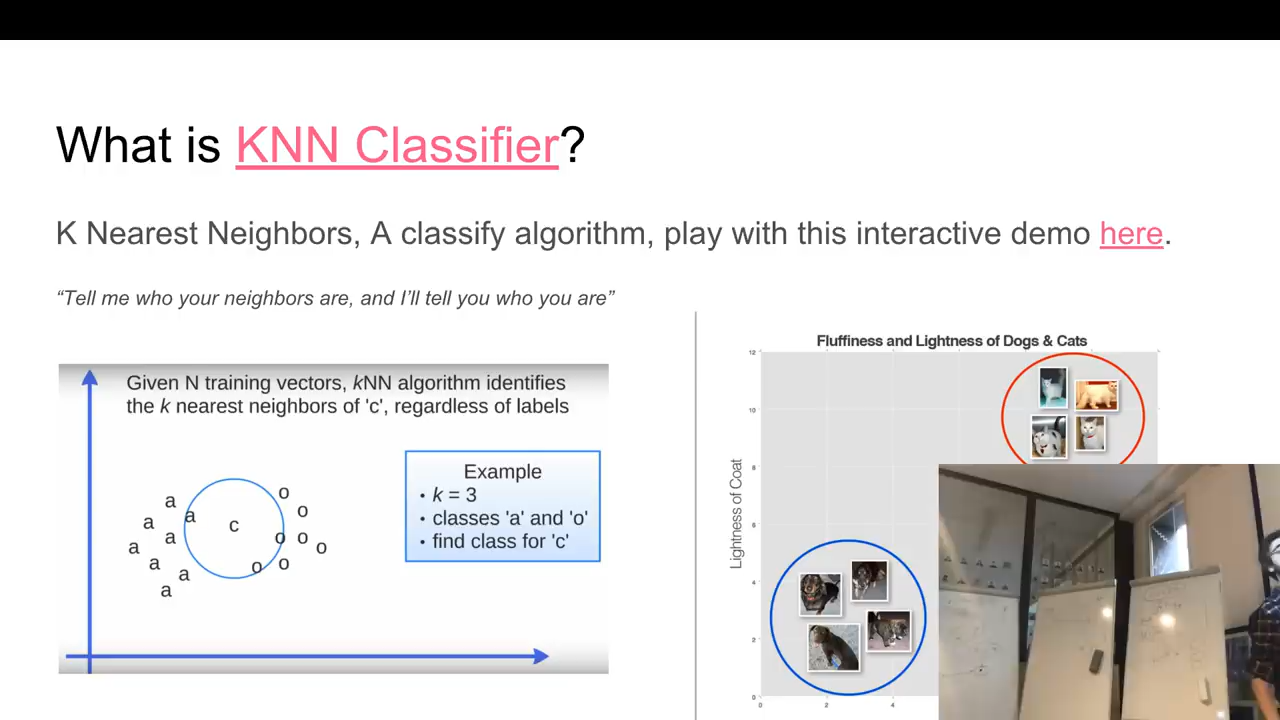 What is KNN Classifier?
K Nearest Neighbors, A classify algorithm, play with this interactive demo here.
“Tell me who your neighbors are, and I’ll tell you who you are”
Given N training vectors, kNN algorithm identifies
the k nearest neighbors of 'c', regardless of labels
Example
• k = 3
• classes 'a' and 'o'
• find class for 'c'
a
o
a
a
c
o
a
o
o
a
o
a
a
o
o
a
Fluffiness and Lightness of Dogs & Cats
Lightness of Coat
12
10
8
6
4
2
0
0
2
4